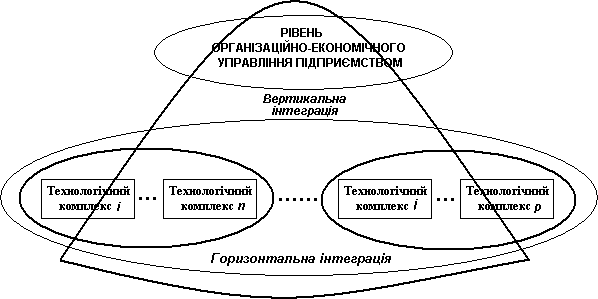 РІВЕНЬ
ОРГАНІЗАЦІЙНО-ЕКОНОМІЧНОГО
УПРАВЛІННЯ ПІДПРИЄМСТВОМ
Вертикальна
інтеграція
Технологічний
комплекс i
...
Технологічний
комплекс n
......
Технологічний
комплекс j
...
Технологічний
комплекс p
Горизонтальна інтеграція